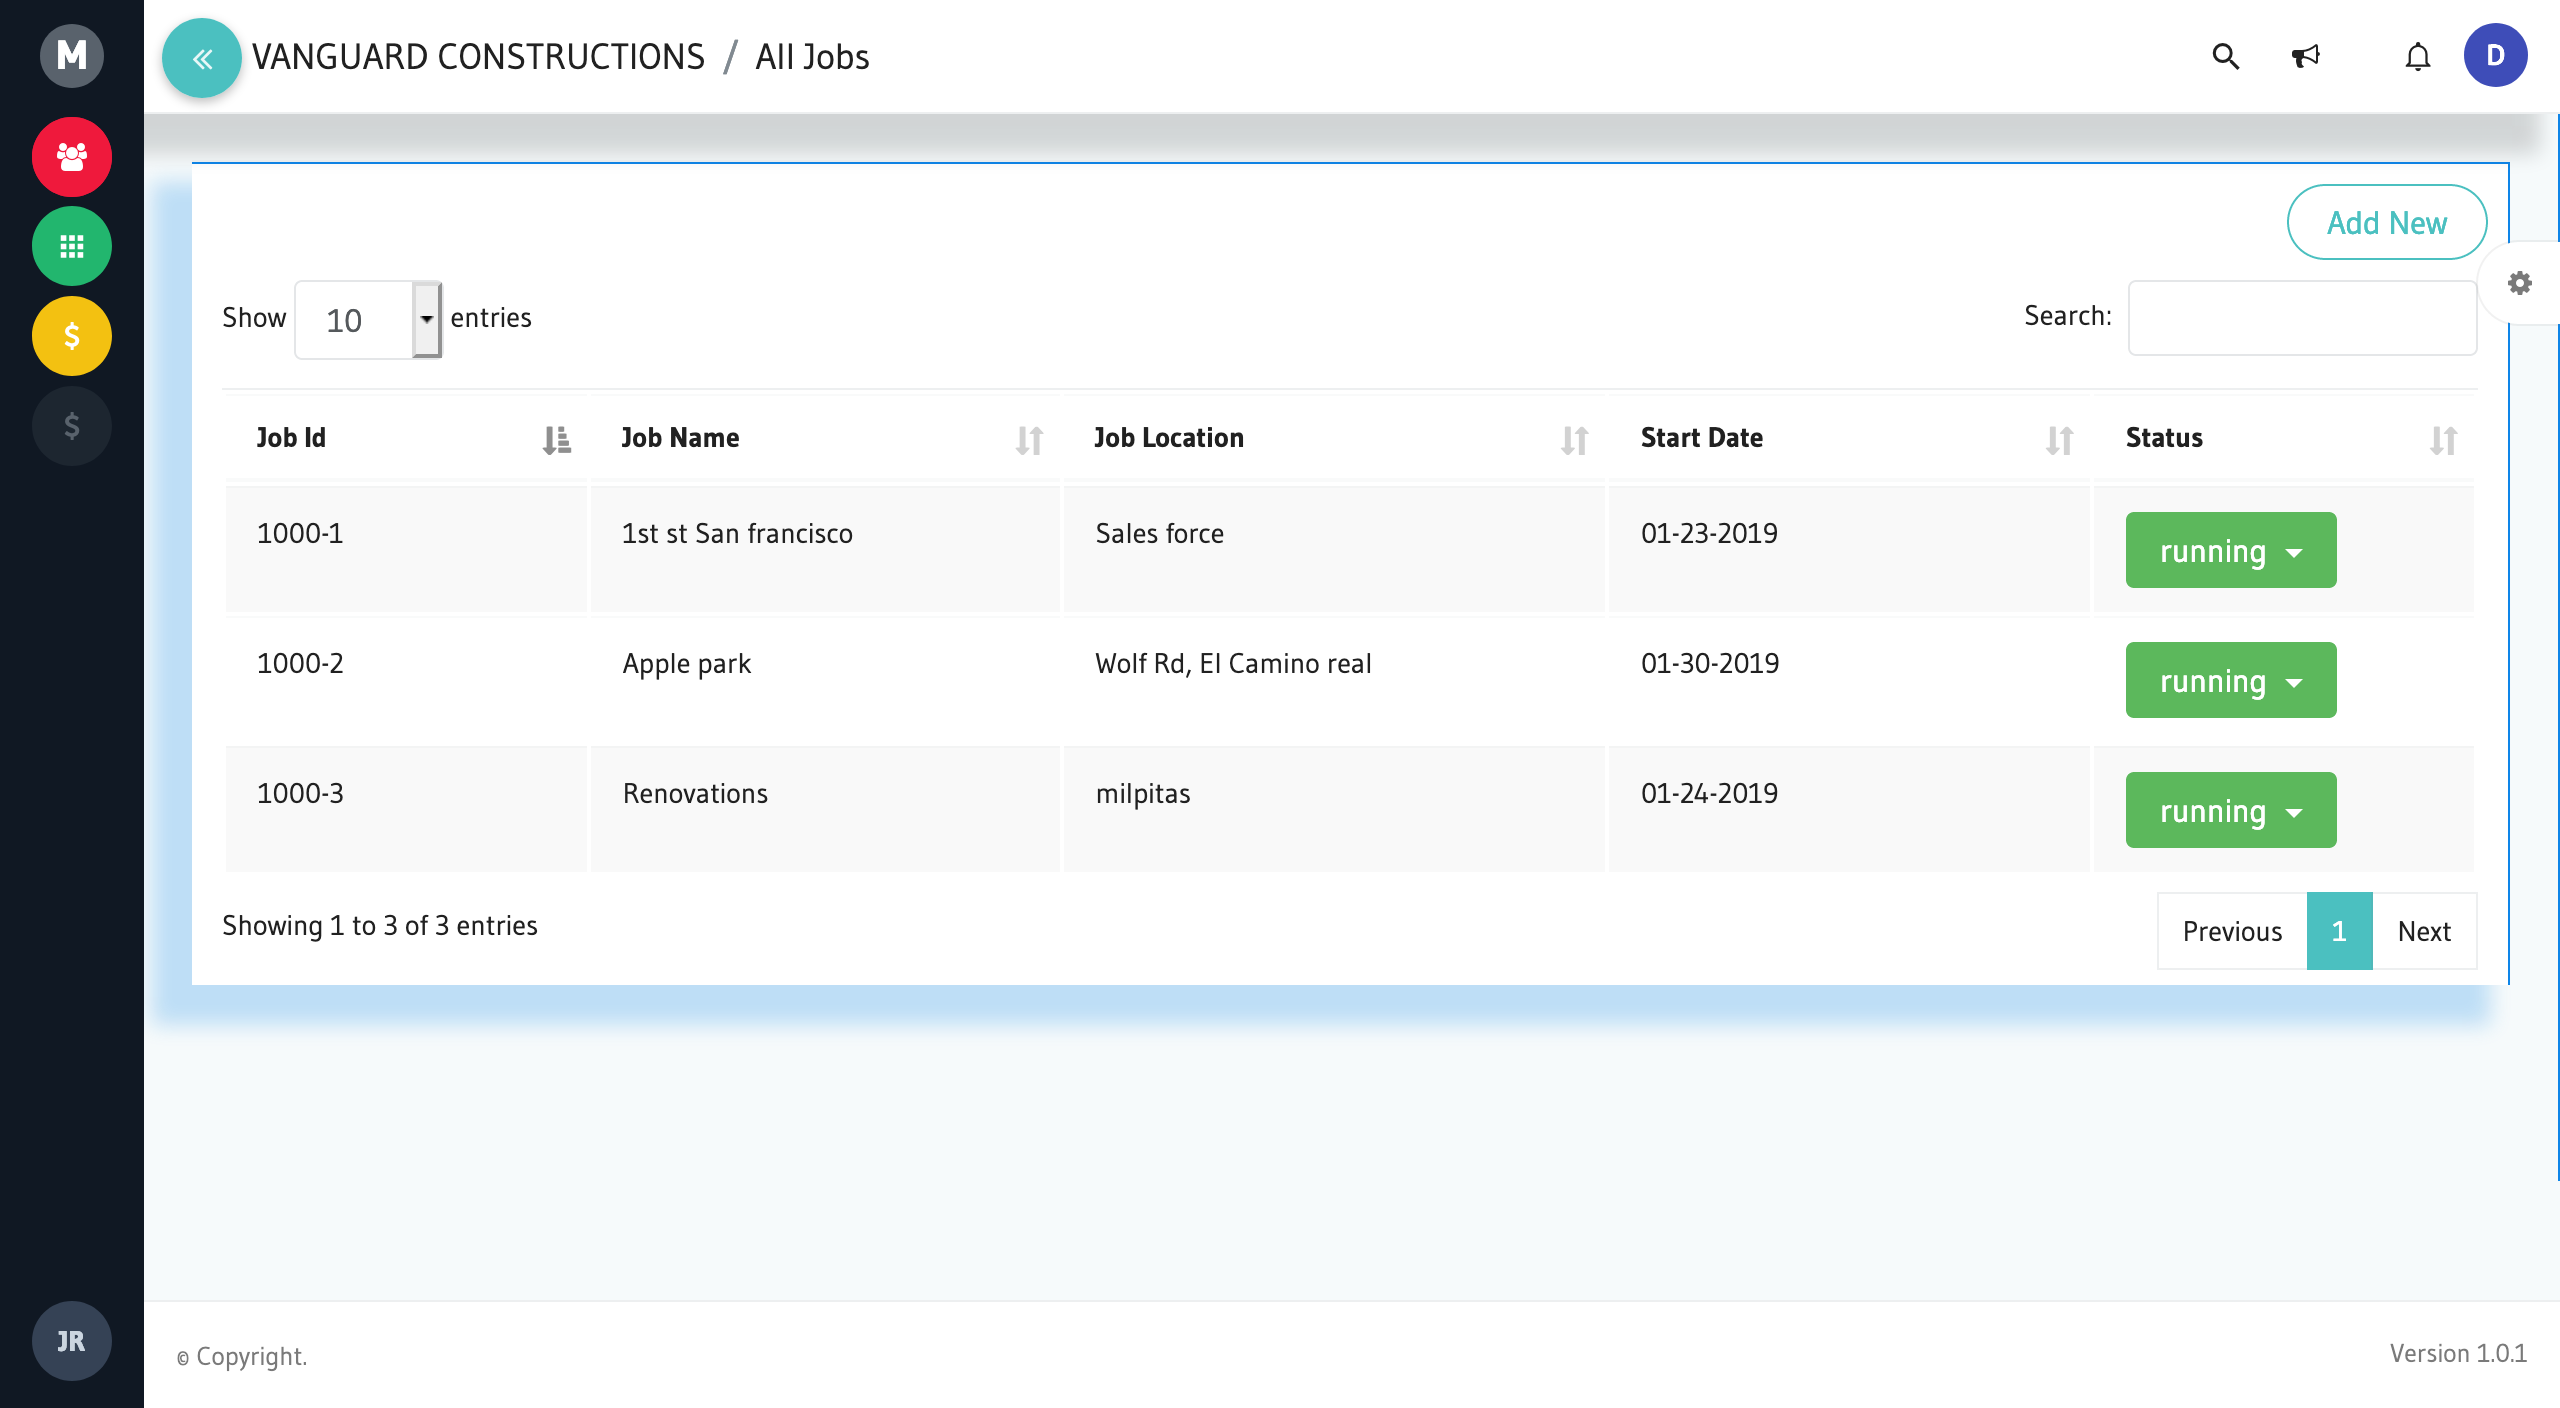 M
VANGUARD CONSTRUCTIONS / All Jobs
D
$
$
JR
Add New
Show 10 entries
Search:
Job Id Job Name Job Location Start Date Status
1000-1 1st st San francisco Sales force 01-23-2019 running
1000-2 Apple park Wolf Rd, El Camino real 01-30-2019 running
1000-3 Renovations milpitas 01-24-2019 running
Showing 1 to 3 of 3 entries
Previous 1 Next
© Copyright.
Version 1.0.1